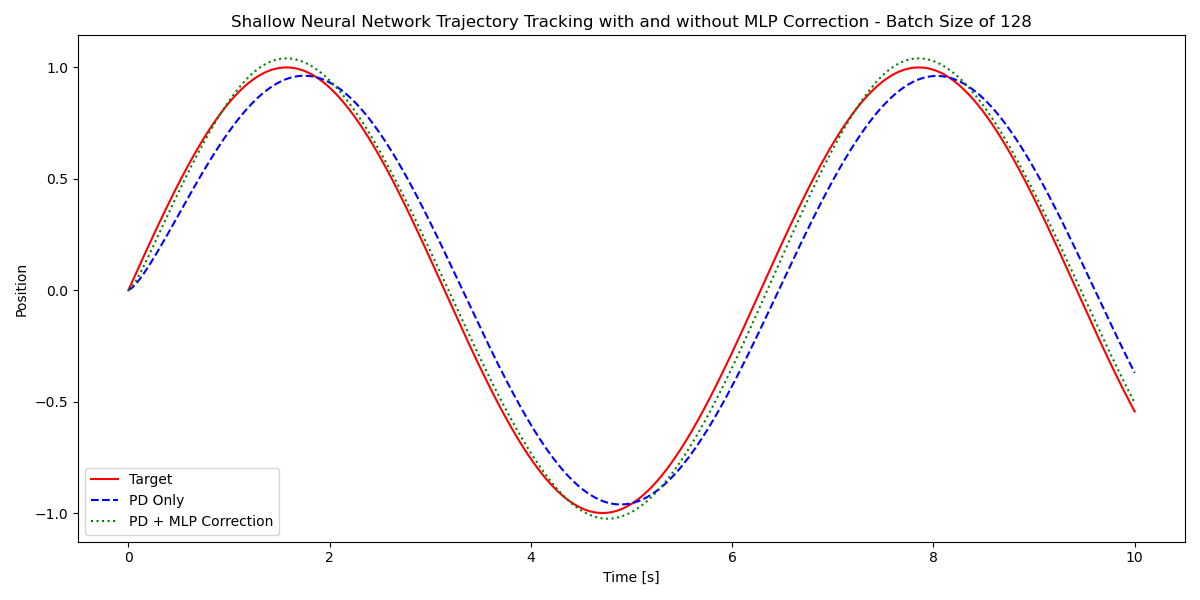 Shallow Neural Network Trajectory Tracking with and without MLP Correction - Batch Size of 128
Position
1.0
0.5
0.0
−0.5
−1.0
Target
PD Only
PD + MLP Correction
0 2 4 6 8 10
Time [s]